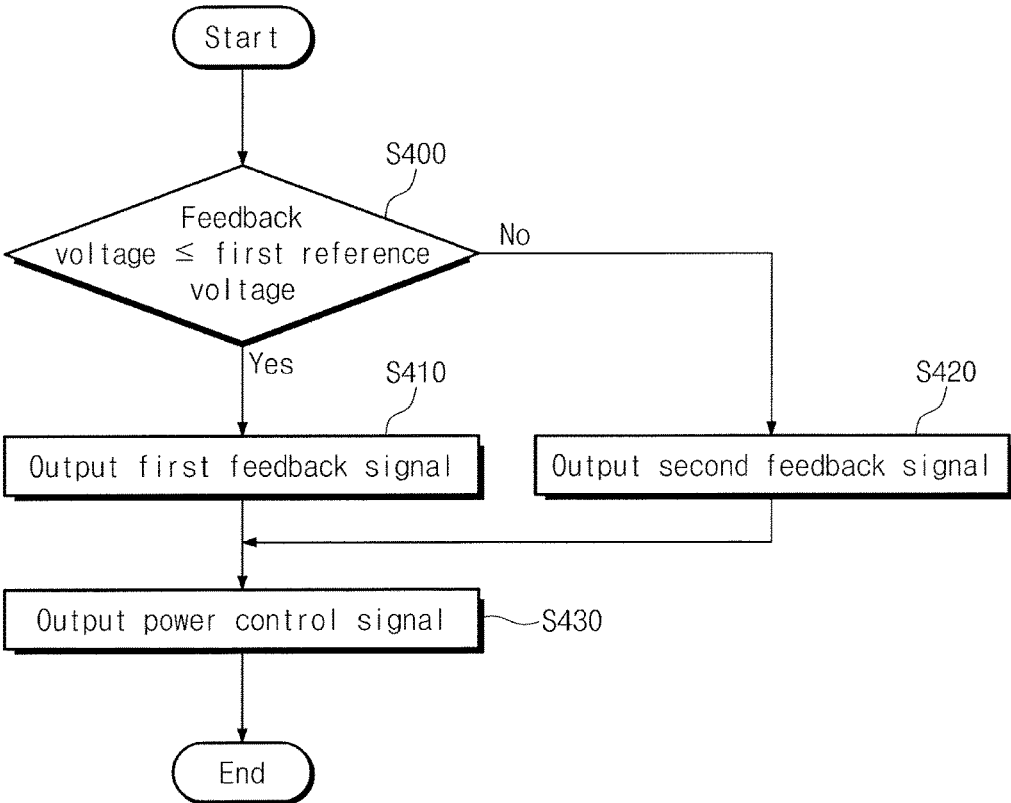 Start
S400
Feedback
voltage ≦ first reference
voltage
No
Yes
S410
S420
Output first feedback signal
Output second feedback signal
Output power control signal
S430
End